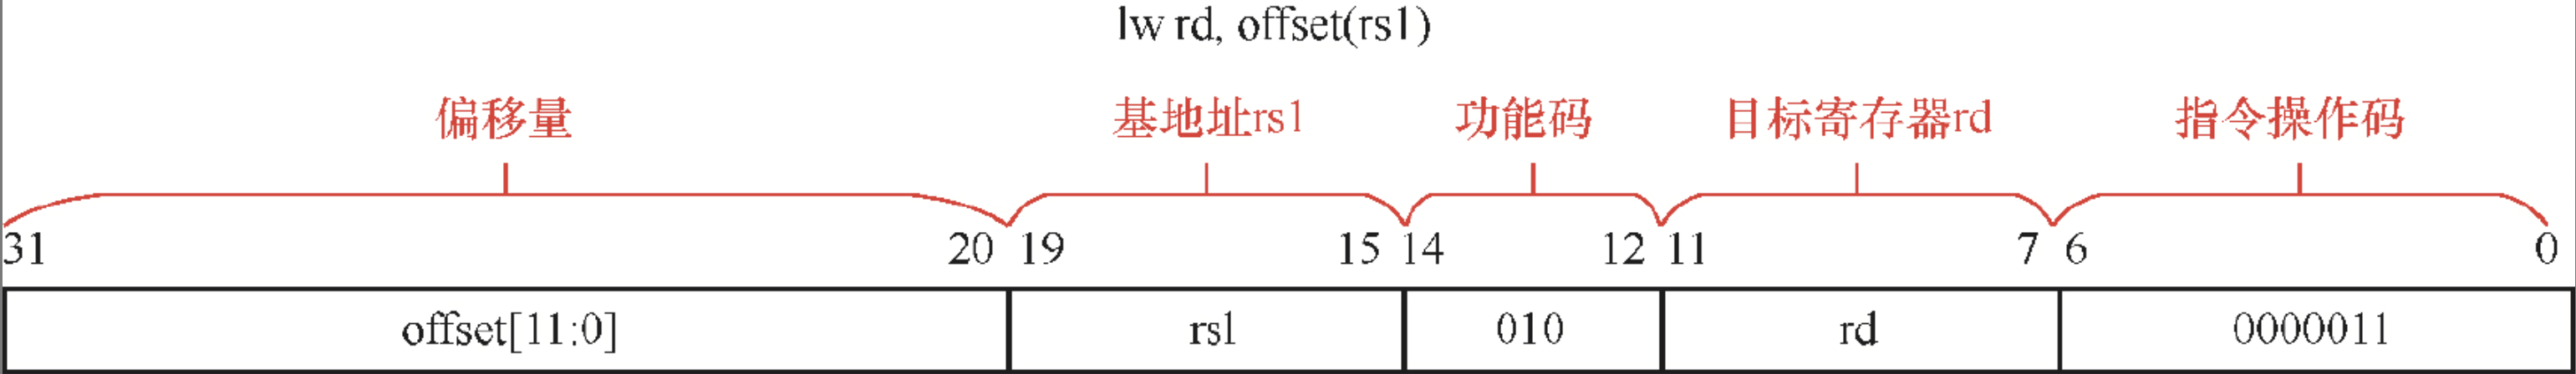 lw rd, offset(rs1)
偏移量 基地址rs1 功能码 目标寄存器rd 指令操作码
31 20 19 15 14 12 11 7 6 0
offset[11:0] rsl 010 rd 0000011